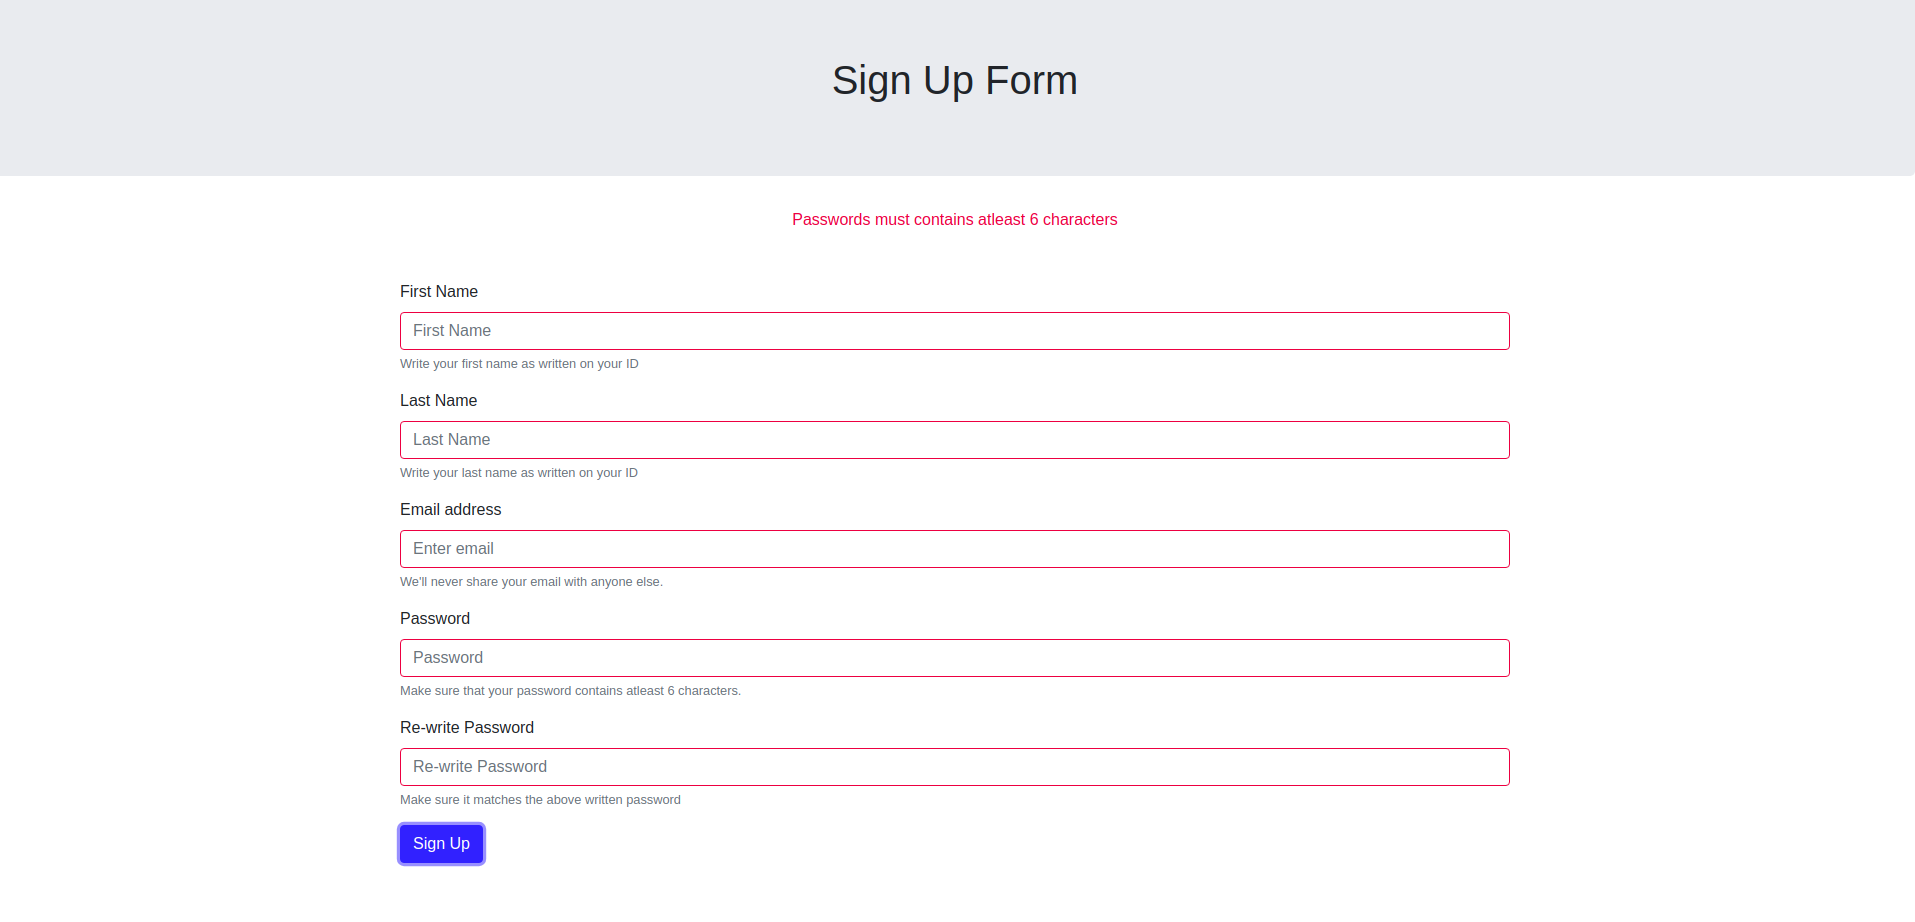 Sign Up Form
Passwords must contains atleast 6 characters
First Name
First Name
Write your first name as written on your ID
Last Name
Last Name
Write your last name as written on your ID
Email address
Enter email
We'll never share your email with anyone else.
Password
Password
Make sure that your password contains atleast 6 characters.
Re-write Password
Re-write Password
Make sure it matches the above written password
Sign Up